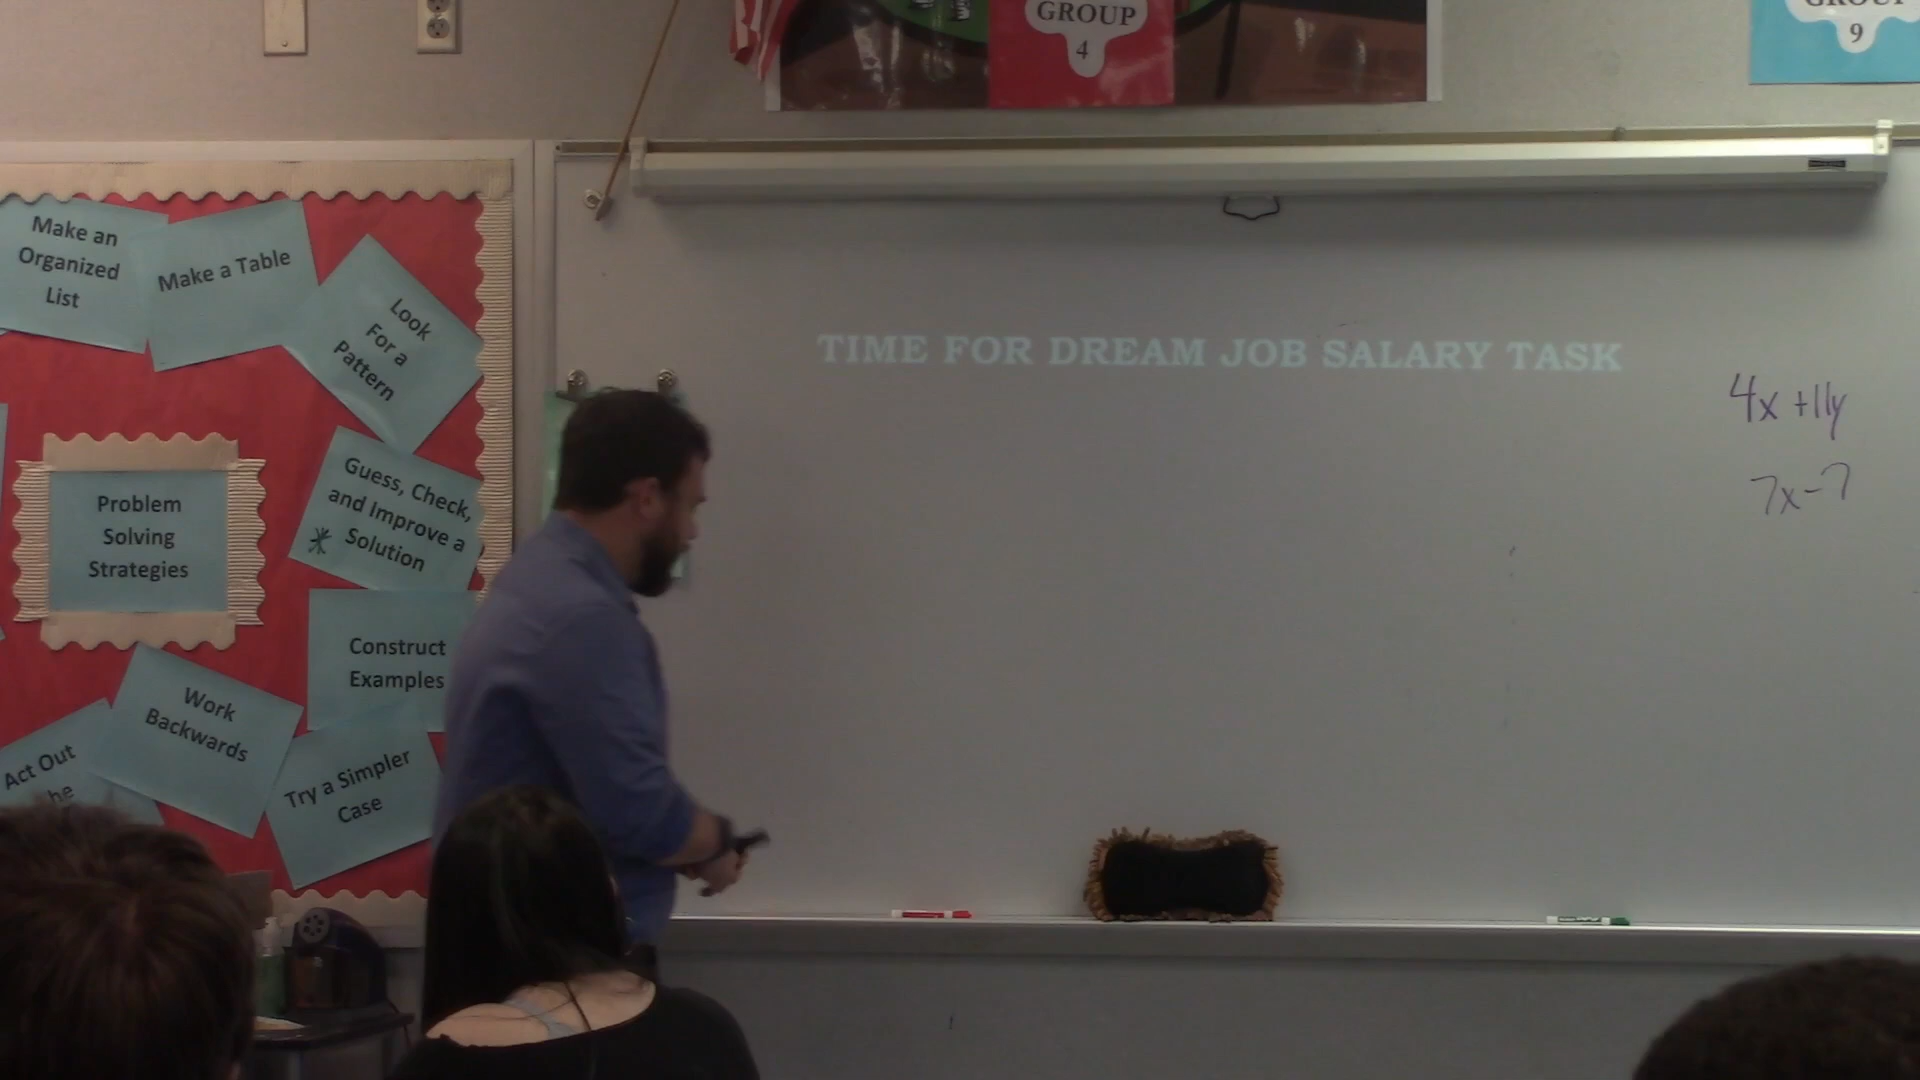 GROUP
4
GROUP
9
Make an
Organized
List
Make a Table
Look
For a
Pattern
TIME FOR DREAM JOB SALARY TASK
4x +11y
7x-7
Guess, Check,
and Improve a
Solution
Problem
Solving
Strategies
Construct
Examples
Work
Backwards
Act Out
Try a Simpler
Case